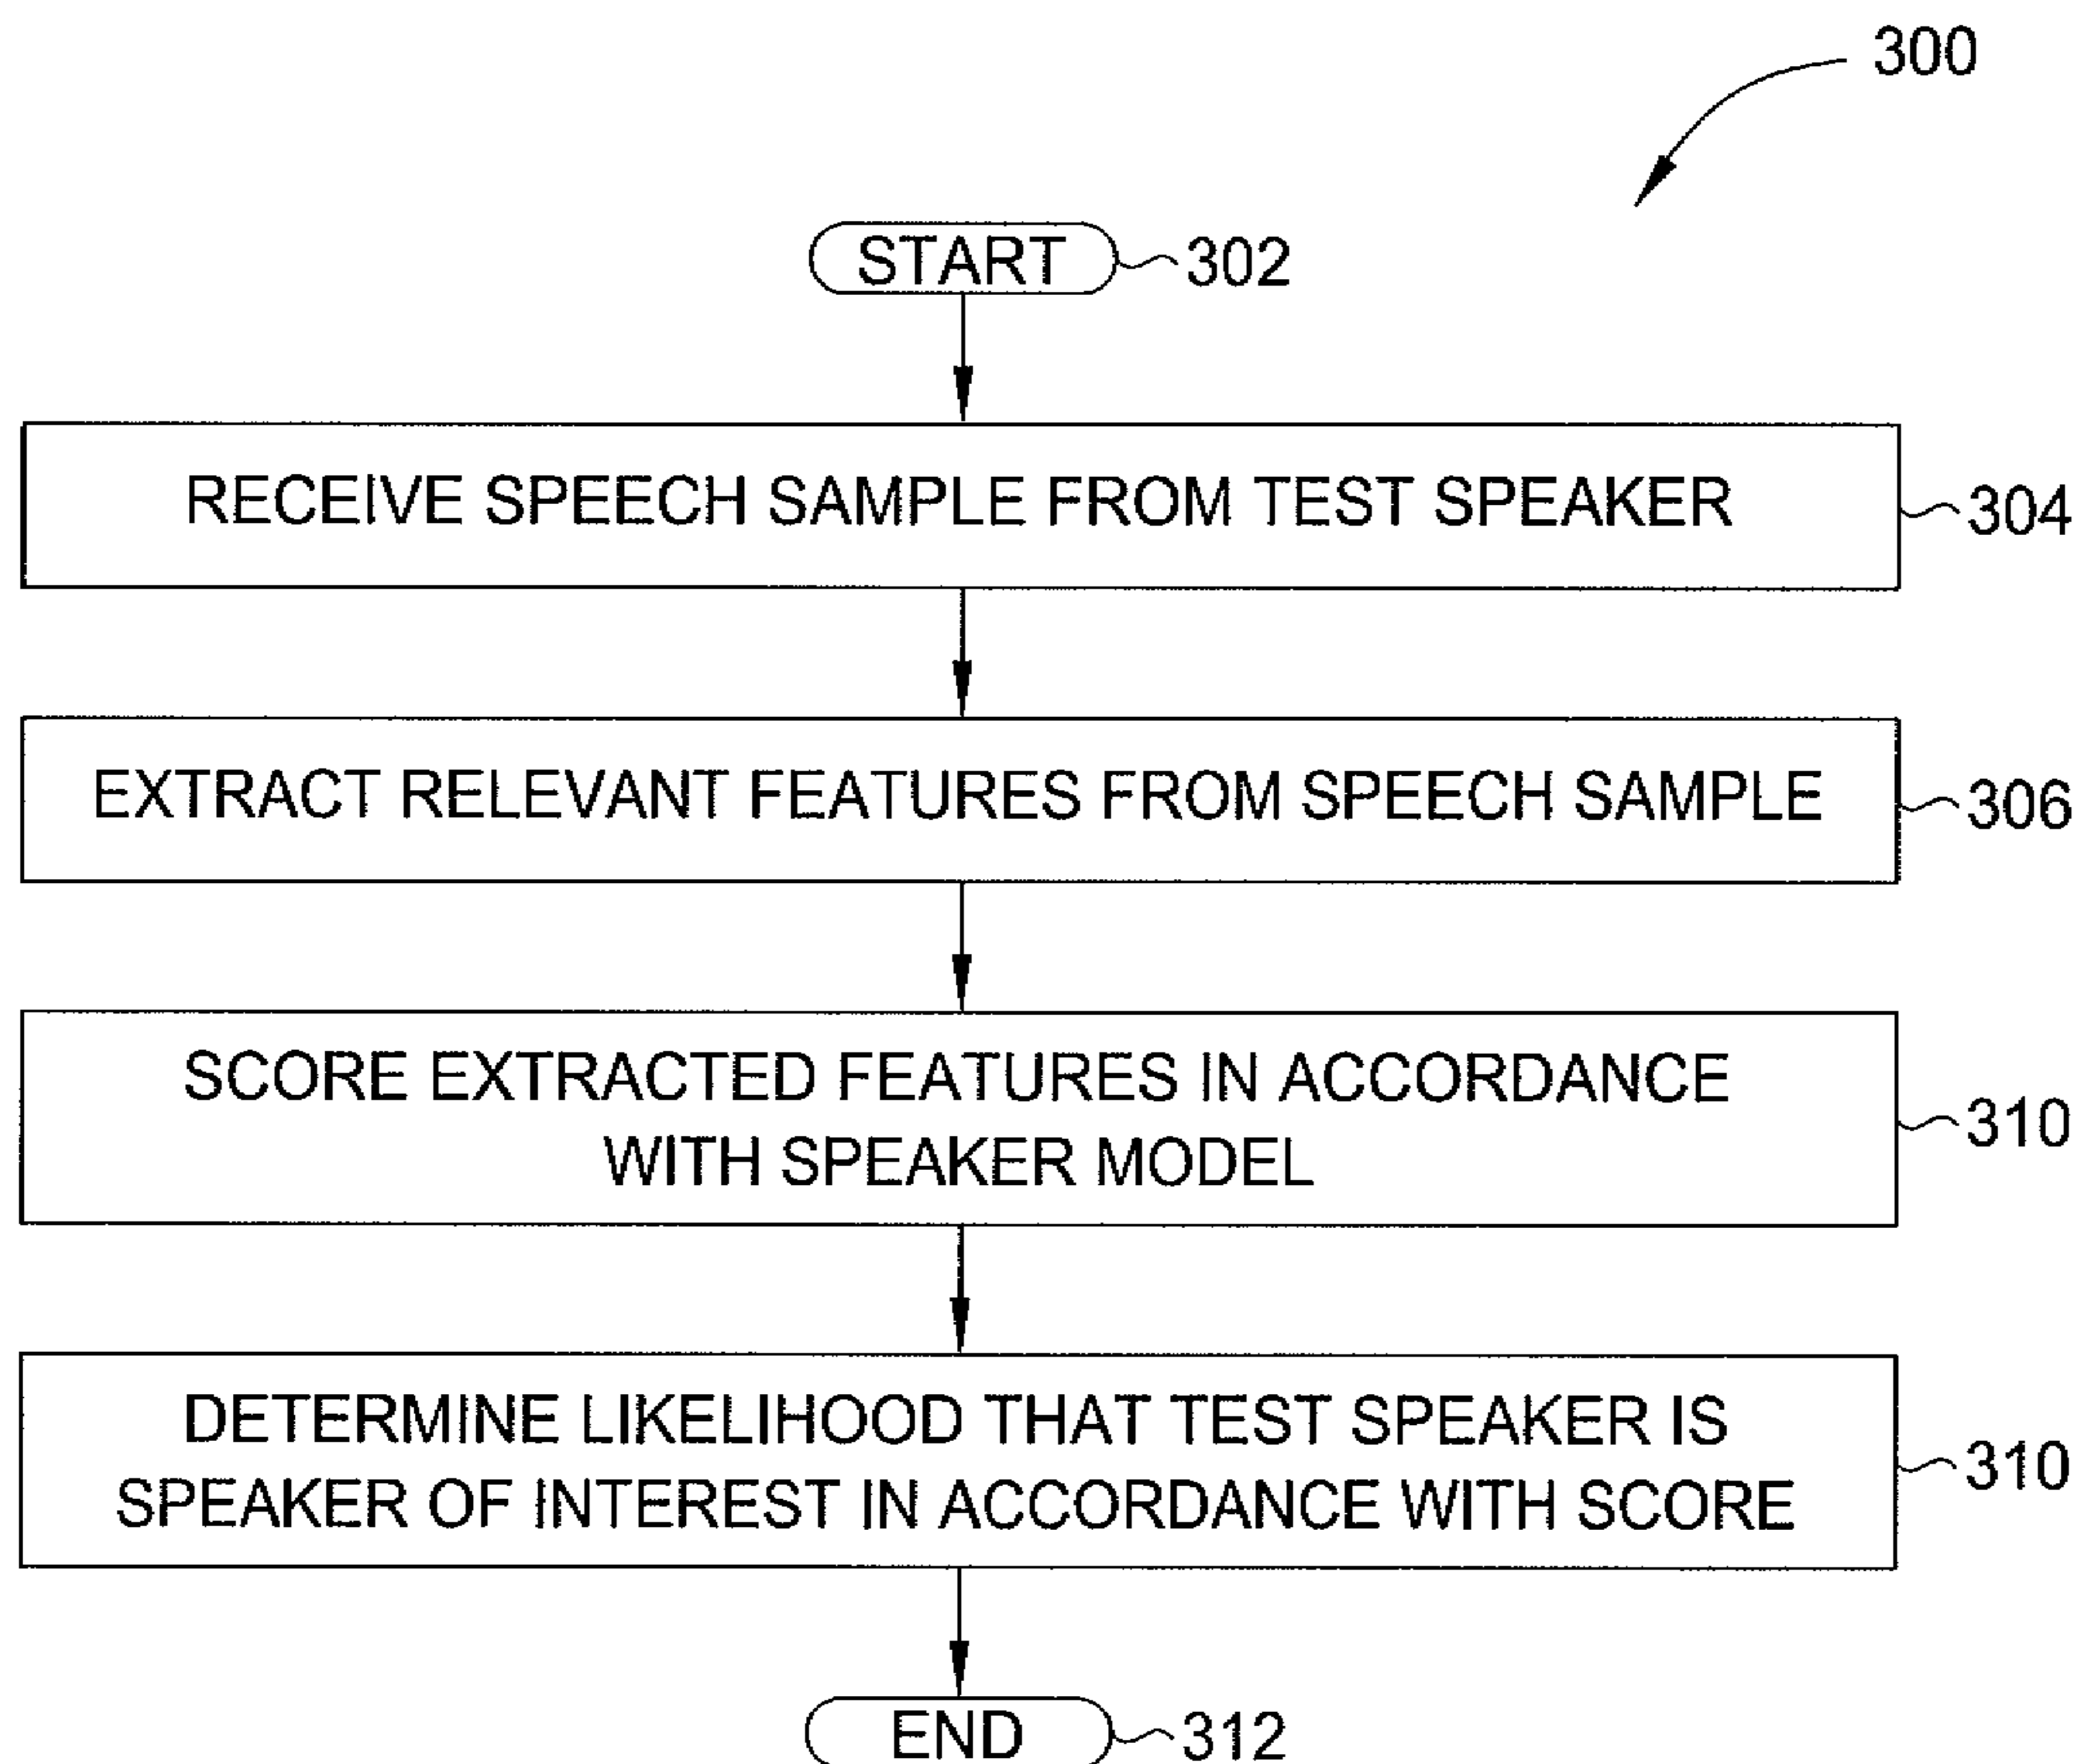 300
START 302
RECEIVE SPEECH SAMPLE FROM TEST SPEAKER 304
EXTRACT RELEVANT FEATURES FROM SPEECH SAMPLE 306
SCORE EXTRACTED FEATURES IN ACCORDANCE
WITH SPEAKER MODEL
310
DETERMINE LIKELIHOOD THAT TEST SPEAKER IS
SPEAKER OF INTEREST IN ACCORDANCE WITH SCORE
310
END 312